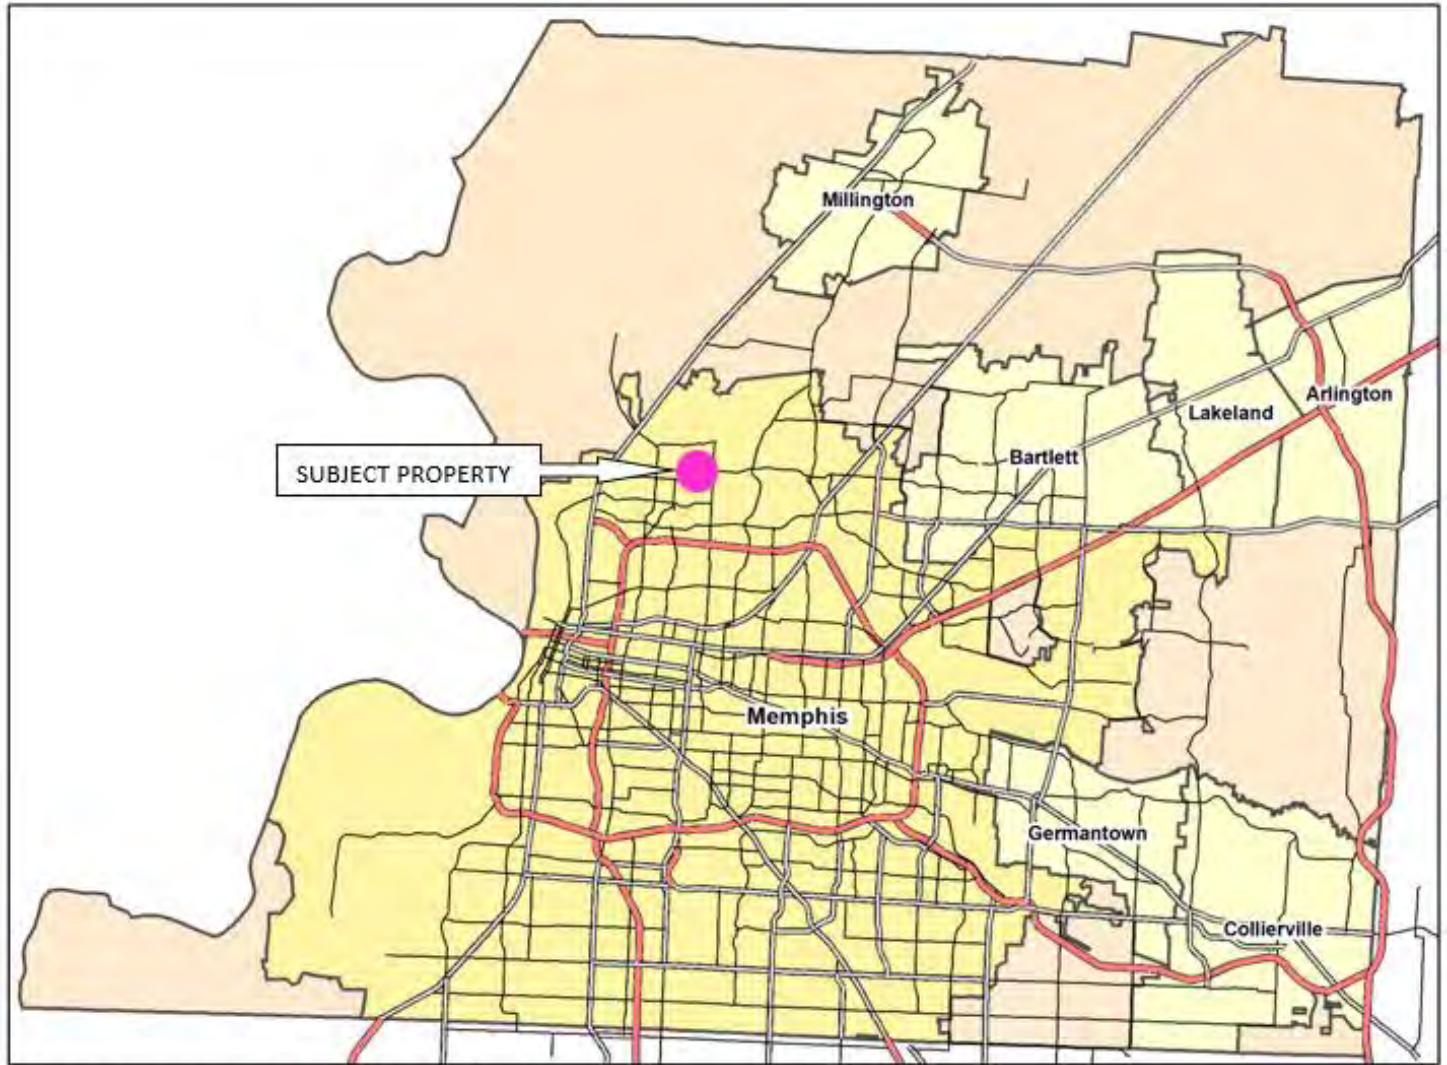 Millington
Arlington
Lakeland
Bartlett
SUBJECT PROPERTY
Memphis
Germantown
Collierville